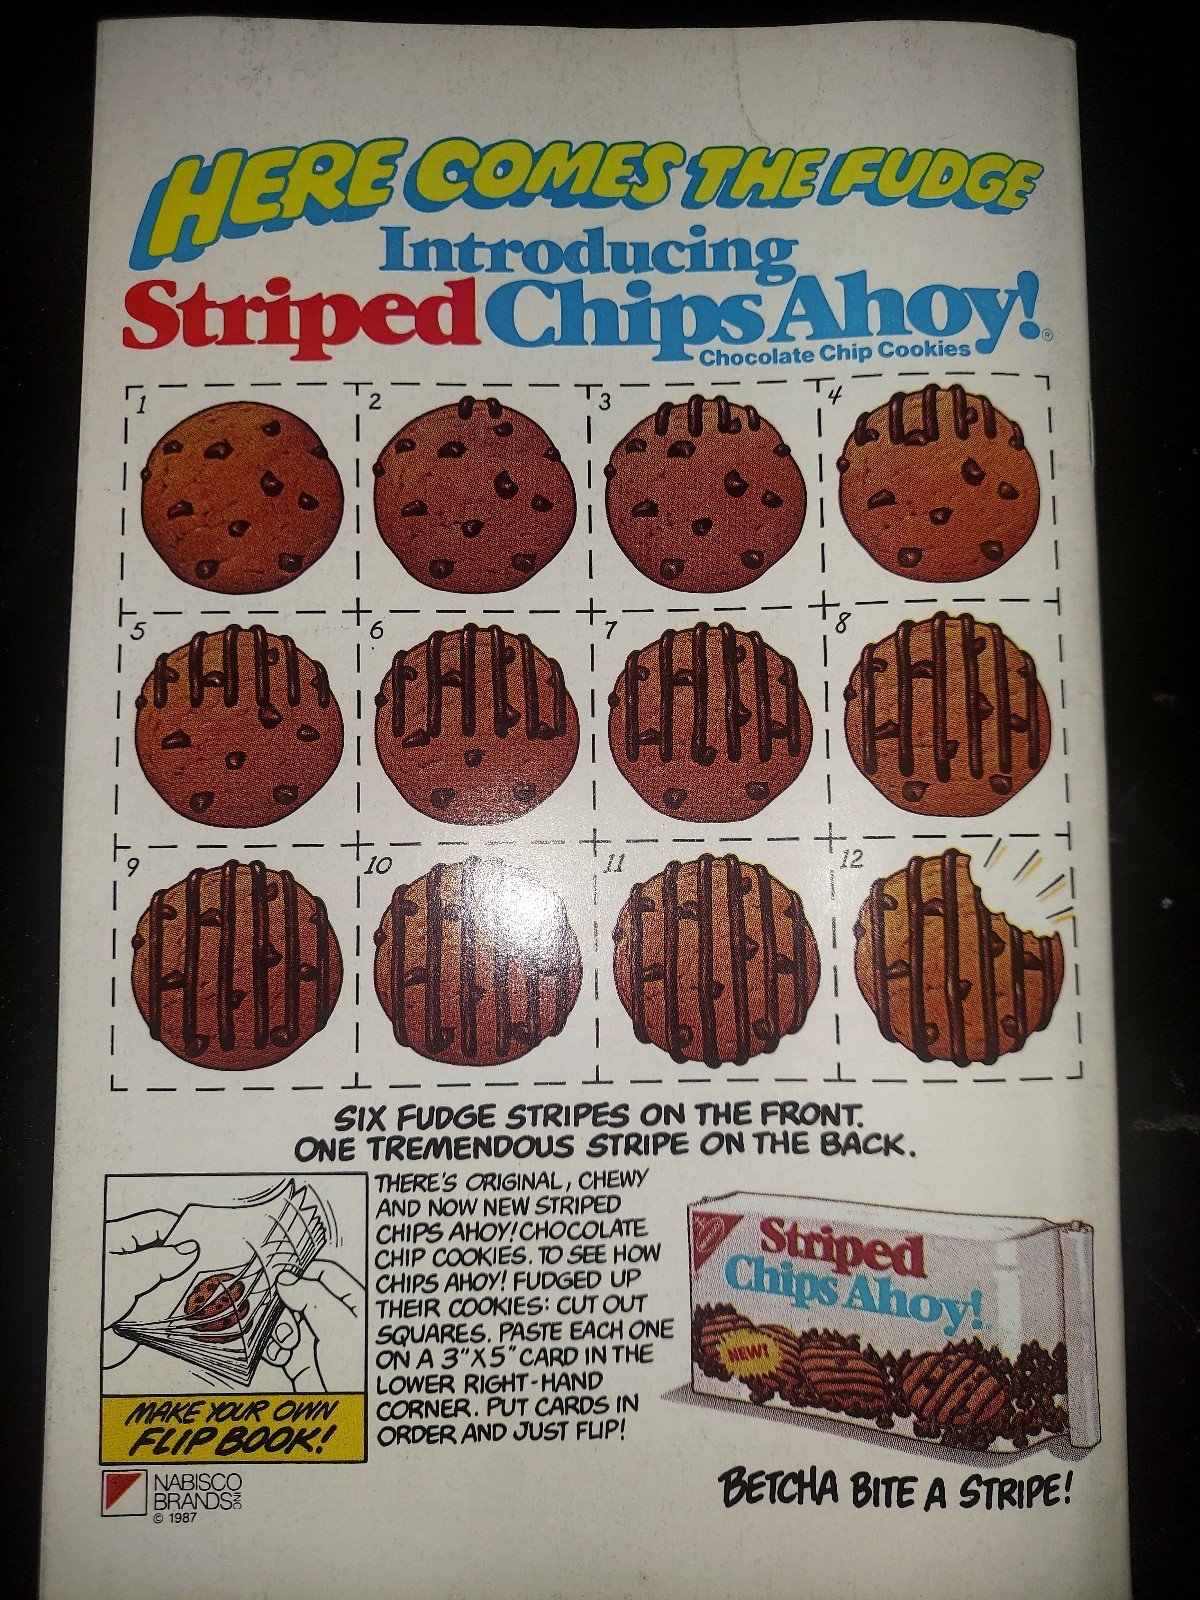 HERE COMES THE FUDGE
Introducing
Striped Chips Ahoy!®
Chocolate Chip Cookies
1
2
3
4
5
6
7
8
9
10
11
12
SIX FUDGE STRIPES ON THE FRONT.
ONE TREMENDOUS STRIPE ON THE BACK.
THERE'S ORIGINAL, CHEWY
AND NOW NEW STRIPED
CHIPS AHOY! CHOCOLATE
CHIP COOKIES. TO SEE HOW
CHIPS AHOY! FUDGED UP
THEIR COOKIES: CUT OUT
SQUARES. PASTE EACH ONE
ON A 3"X5" CARD IN THE
LOWER RIGHT-HAND
CORNER. PUT CARDS IN
ORDER AND JUST FLIP!
MAKE YOUR OWN
FLIP BOOK!
Striped
Chips Ahoy!
NEW!
NABISCO
BRANDS INC
© 1987
BETCHA BITE A STRIPE!